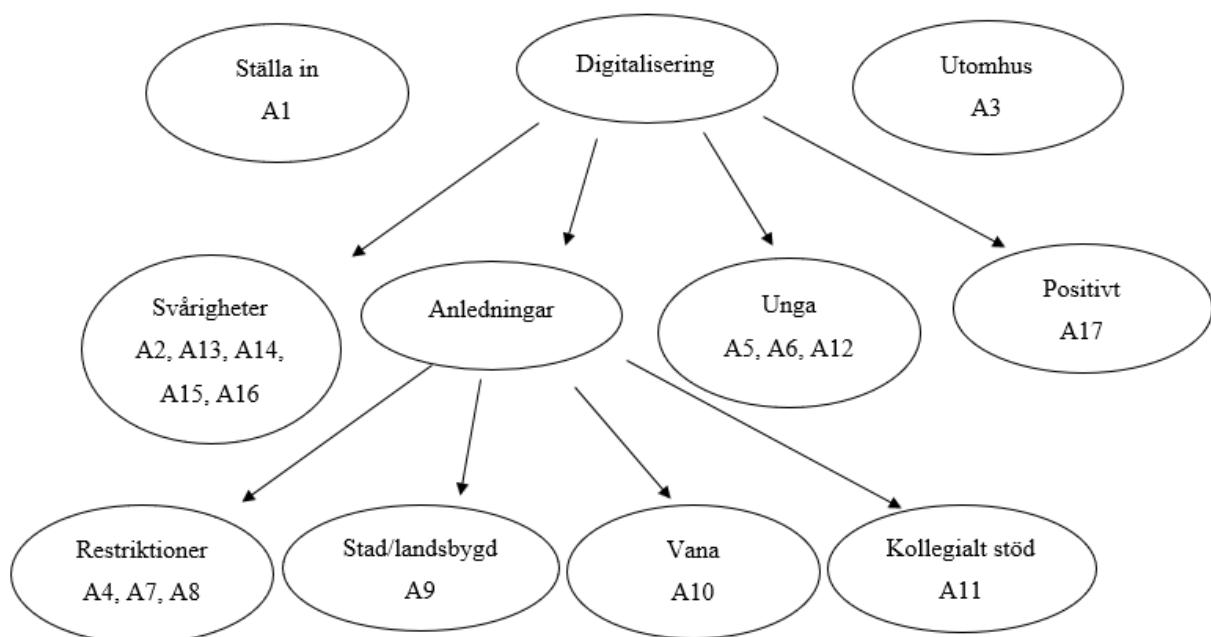 Ställa in
A1
Digitalisering
Utomhus
A3
Svårigheter
A2, A13, A14,
A15, A16
Anledningar
Unga
A5, A6, A12
Positivt
A17
Restriktioner
A4, A7, A8
Stad/landsbygd
A9
Vana
A10
Kollegialt stöd
A11